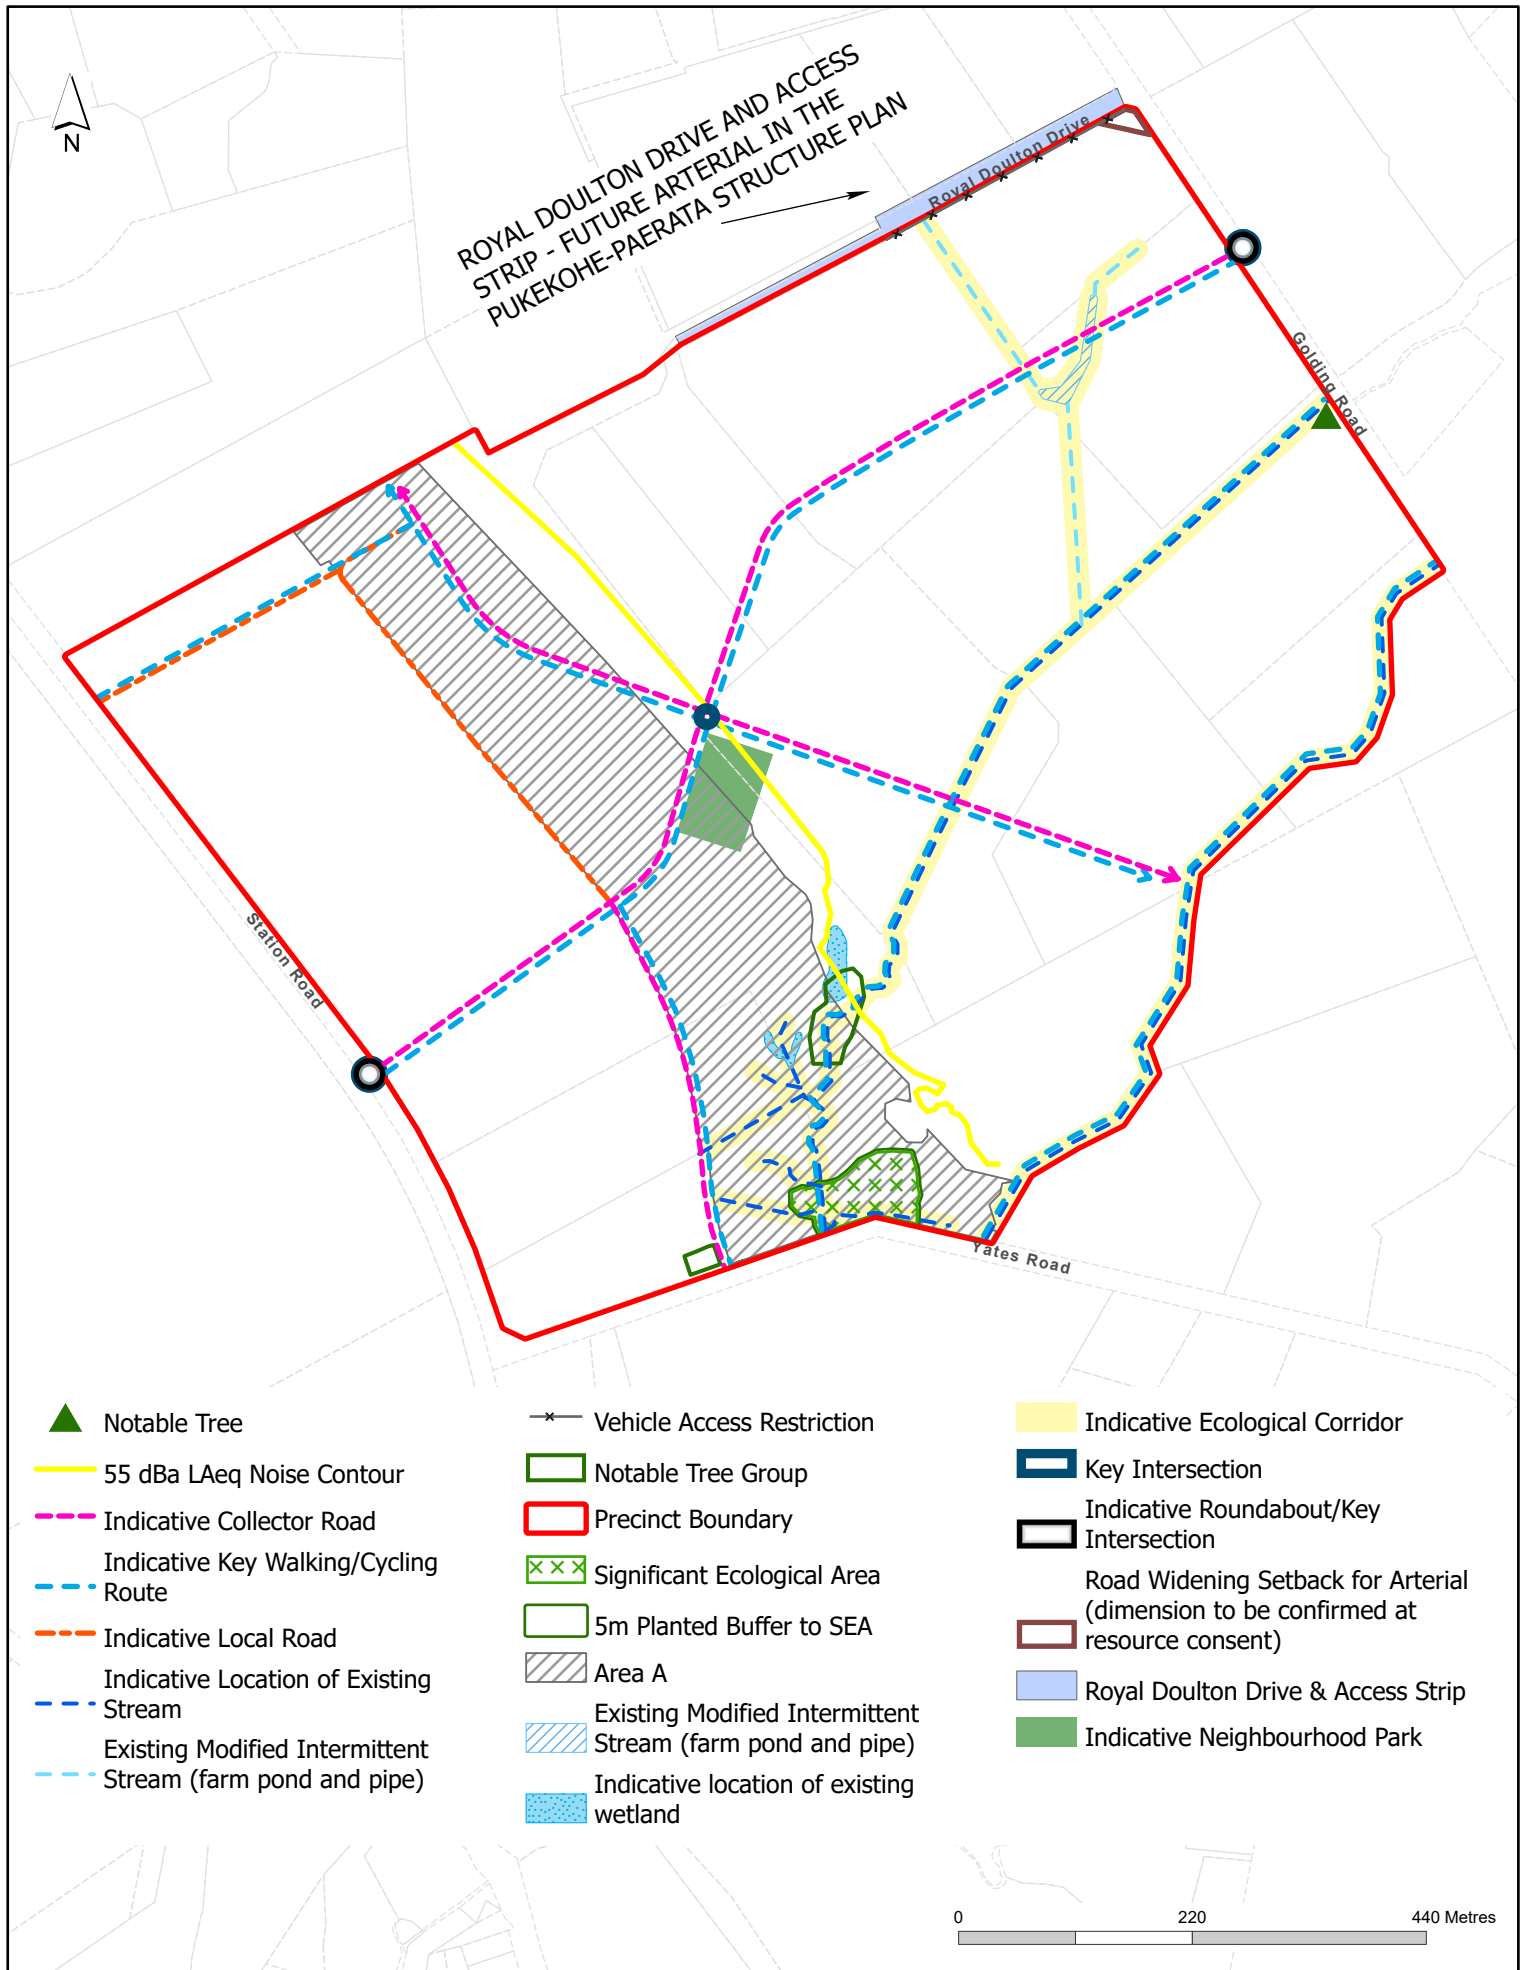 ROYAL DOULTON DRIVE AND ACCESS
STRIP - FUTURE ARTERIAL IN THE
PUKEKOHE-PAERATA STRUCTURE PLAN
N
Royal Doulton Drive
Golding Road
Station Road
Yates Road
Notable Tree
55 dBa LAeq Noise Contour
Indicative Collector Road
Indicative Key Walking/Cycling
Route
Indicative Local Road
Indicative Location of Existing
Stream
Existing Modified Intermittent
Stream (farm pond and pipe)
Vehicle Access Restriction
Notable Tree Group
Precinct Boundary
Significant Ecological Area
5m Planted Buffer to SEA
Area A
Existing Modified Intermittent
Stream (farm pond and pipe)
Indicative location of existing
wetland
Indicative Ecological Corridor
Key Intersection
Indicative Roundabout/Key
Intersection
Road Widening Setback for Arterial
(dimension to be confirmed at
resource consent)
Royal Doulton Drive & Access Strip
Indicative Neighbourhood Park
0 220 440 Metres